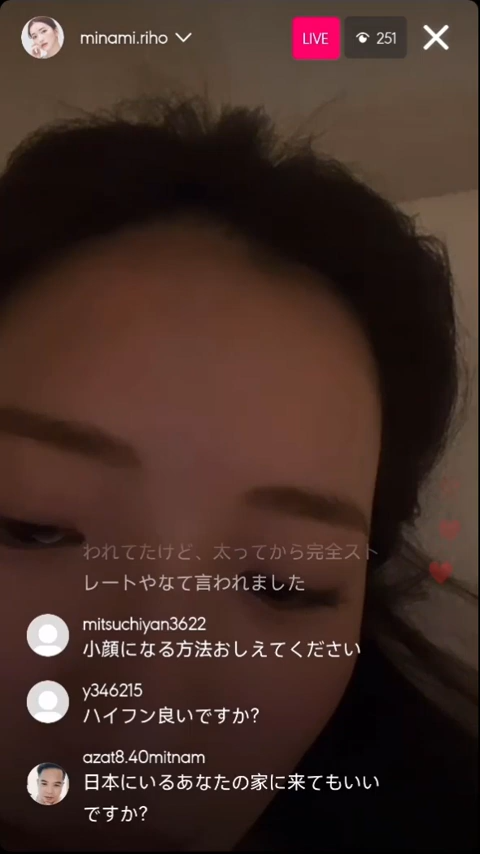 minami.riho
LIVE
251
われてたけど、太ってから完全スト
レートやなて言われました
mitsuchiyan3622
小顔になる方法おしえてください
y346215
ハイフン良いですか?
azat8.40mitnam
日本にいるあなたの家に来てもいい
ですか?